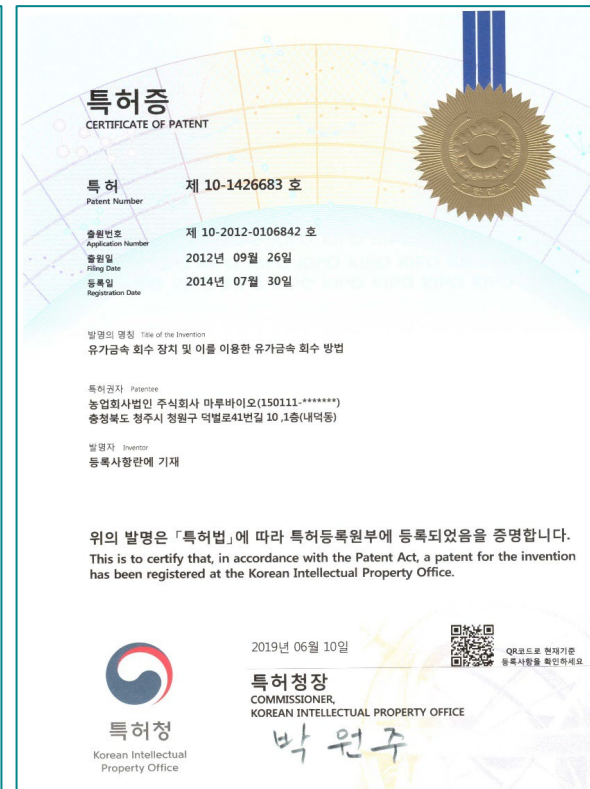 특허증
CERTIFICATE OF PATENT
특 허 제 10-1426683 호
Patent Number
출원번호 제 10-2012-0106842 호
Application Number
출원일 2012년 09월 26일
Filing Date
등록일 2014년 07월 30일
Registration Date
발명의 명칭 Title of the Invention
유가금속 회수 장치 및 이를 이용한 유가금속 회수 방법
특허권자 Patentee
농업회사법인 주식회사 마루바이오(150111-*******)
충청북도 청주시 청원구 덕벌로41번길 10 ,1층(내덕동)
발명자 Inventor
등록사항란에 기재
위의 발명은 「특허법」에 따라 특허등록원부에 등록되었음을 증명합니다.
This is to certify that, in accordance with the Patent Act, a patent for the invention
has been registered at the Korean Intellectual Property Office.
2019년 06월 10일
QR코드로 현재기준
등록사항을 확인하세요
특허청장
COMMISSIONER,
KOREAN INTELLECTUAL PROPERTY OFFICE
박원주
특허청
Korean Intellectual
Property Office